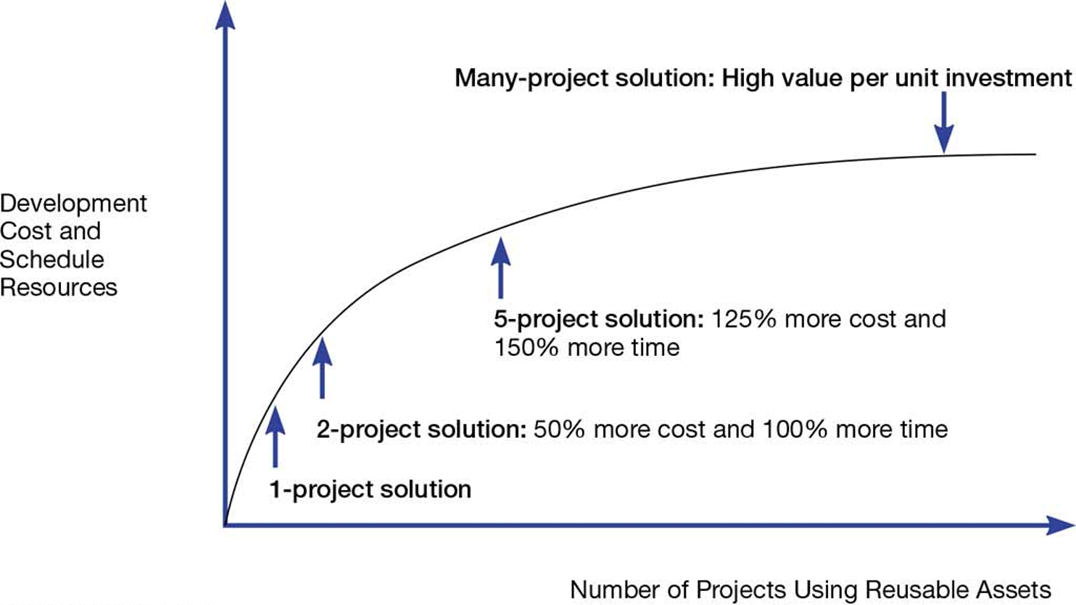 Many-project solution: High value per unit investment
Development
Cost and
Schedule
Resources
5-project solution: 125% more cost and
150% more time
2-project solution: 50% more cost and 100% more time
1-project solution
Number of Projects Using Reusable Assets